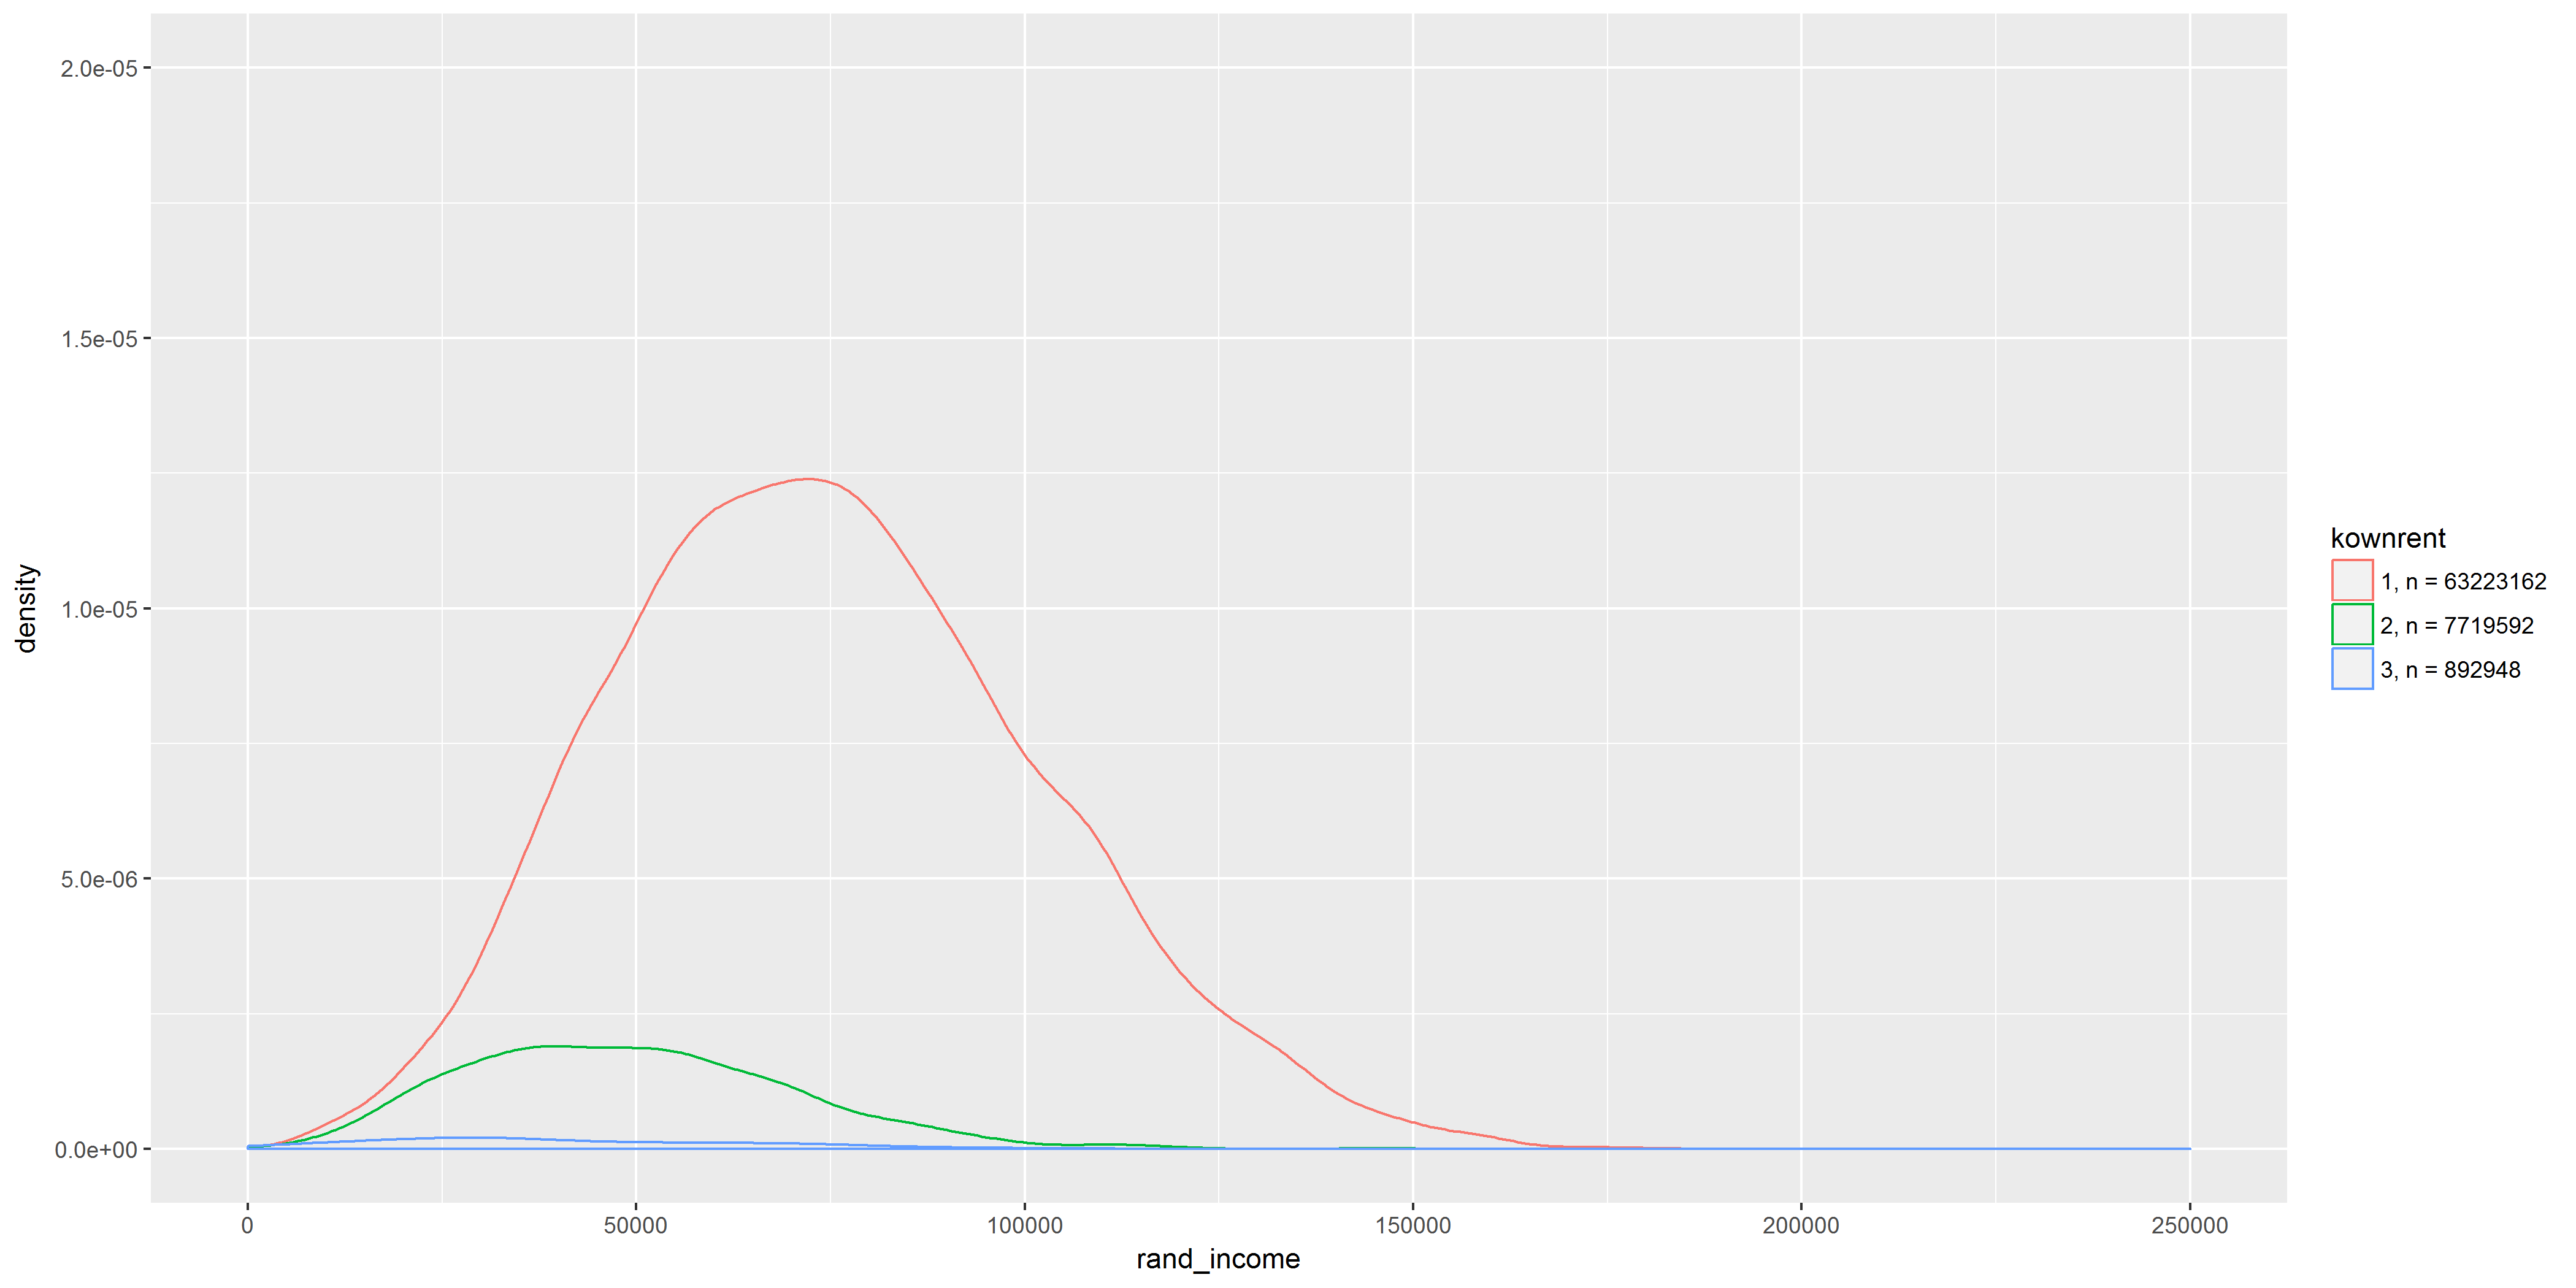 2.0e-05
1.5e-05
1.0e-05
5.0e-06
0.0e+00
density
0 50000 100000 150000 200000 250000
rand_income
kownrent
1, n = 63223162
2, n = 7719592
3, n = 892948